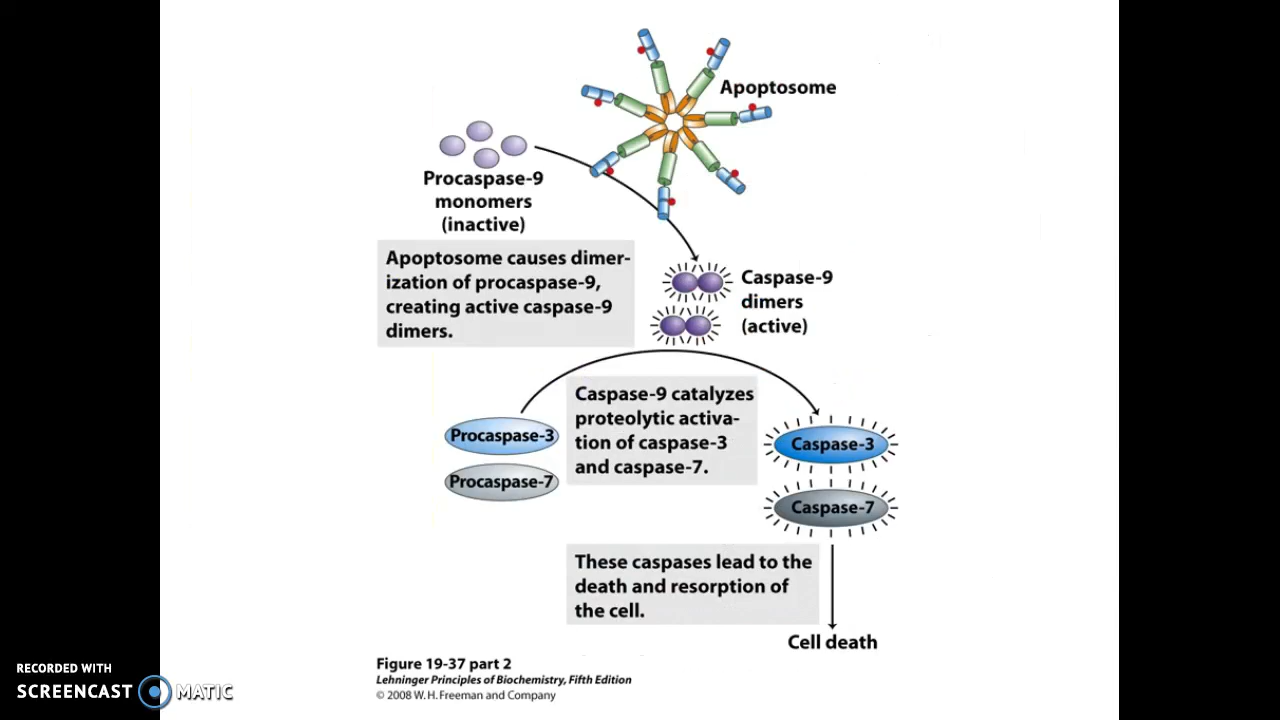 Apoptosome
Procaspase-9
monomers
(inactive)
Apoptosome causes dimer-
ization of procaspase-9,
creating active caspase-9
dimers.
Caspase-9
dimers
(active)
Caspase-9 catalyzes
proteolytic activa-
tion of caspase-3
and caspase-7.
Procaspase-3
Procaspase-7
Caspase-3
Caspase-7
These caspases lead to the
death and resorption of
the cell.
Cell death
Figure 19-37 part 2
Lehninger Principles of Biochemistry, Fifth Edition
© 2008 W. H. Freeman and Company
RECORDED WITH
SCREENCAST MATIC